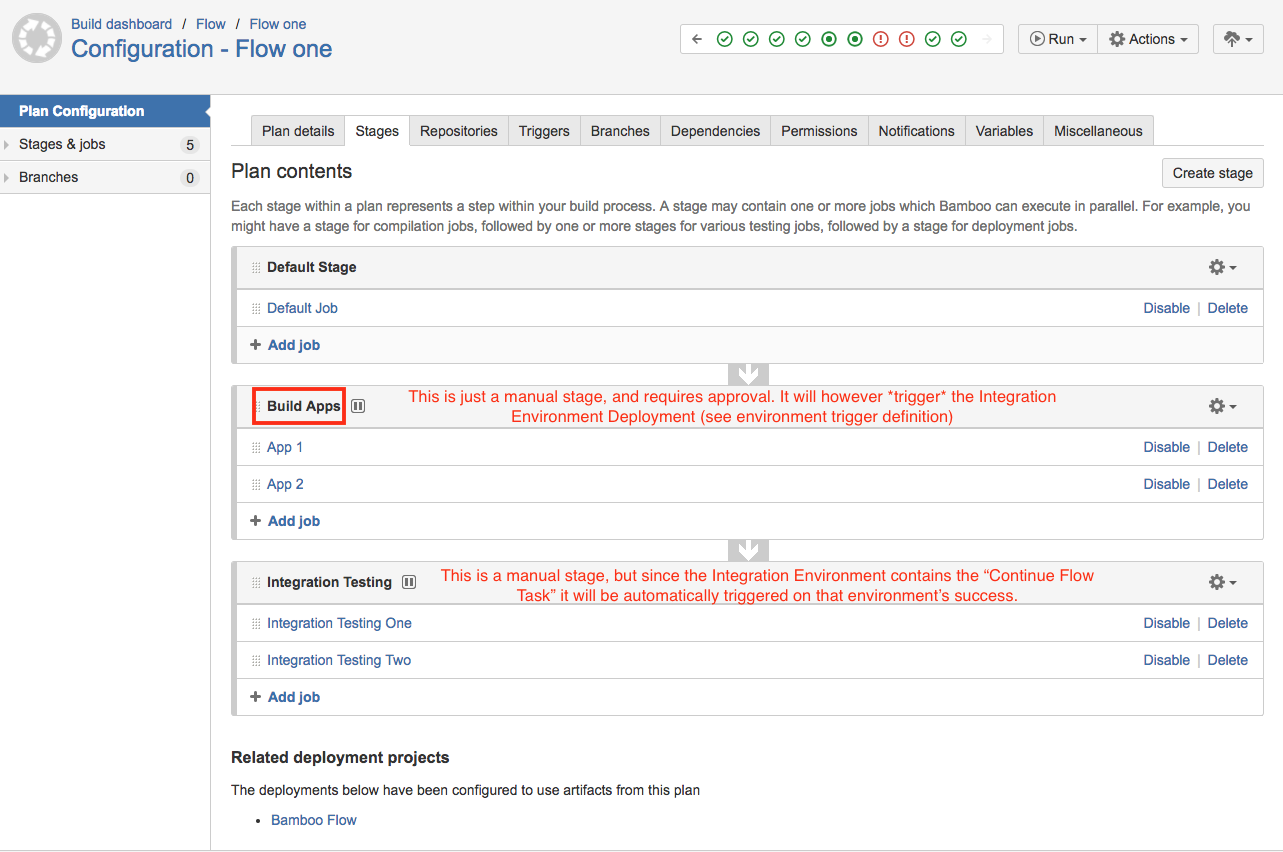 Build dashboard / Flow / Flow one
Configuration - Flow one
Run
Actions
Plan Configuration
Stages & jobs 5
Branches 0
Plan details
Stages
Repositories
Triggers
Branches
Dependencies
Permissions
Notifications
Variables
Miscellaneous
Plan contents
Create stage
Each stage within a plan represents a step within your build process. A stage may contain one or more jobs which Bamboo can execute in parallel. For example, you
might have a stage for compilation jobs, followed by one or more stages for various testing jobs, followed by a stage for deployment jobs.
Default Stage
Default Job Disable | Delete
Add job
Build Apps
This is just a manual stage, and requires approval. It will however *trigger* the Integration
Environment Deployment (see environment trigger definition)
App 1 Disable | Delete
App 2 Disable | Delete
Add job
Integration Testing
This is a manual stage, but since the Integration Environment contains the “Continue Flow
Task” it will be automatically triggered on that environment’s success.
Integration Testing One Disable | Delete
Integration Testing Two Disable | Delete
Add job
Related deployment projects
The deployments below have been configured to use artifacts from this plan
• Bamboo Flow